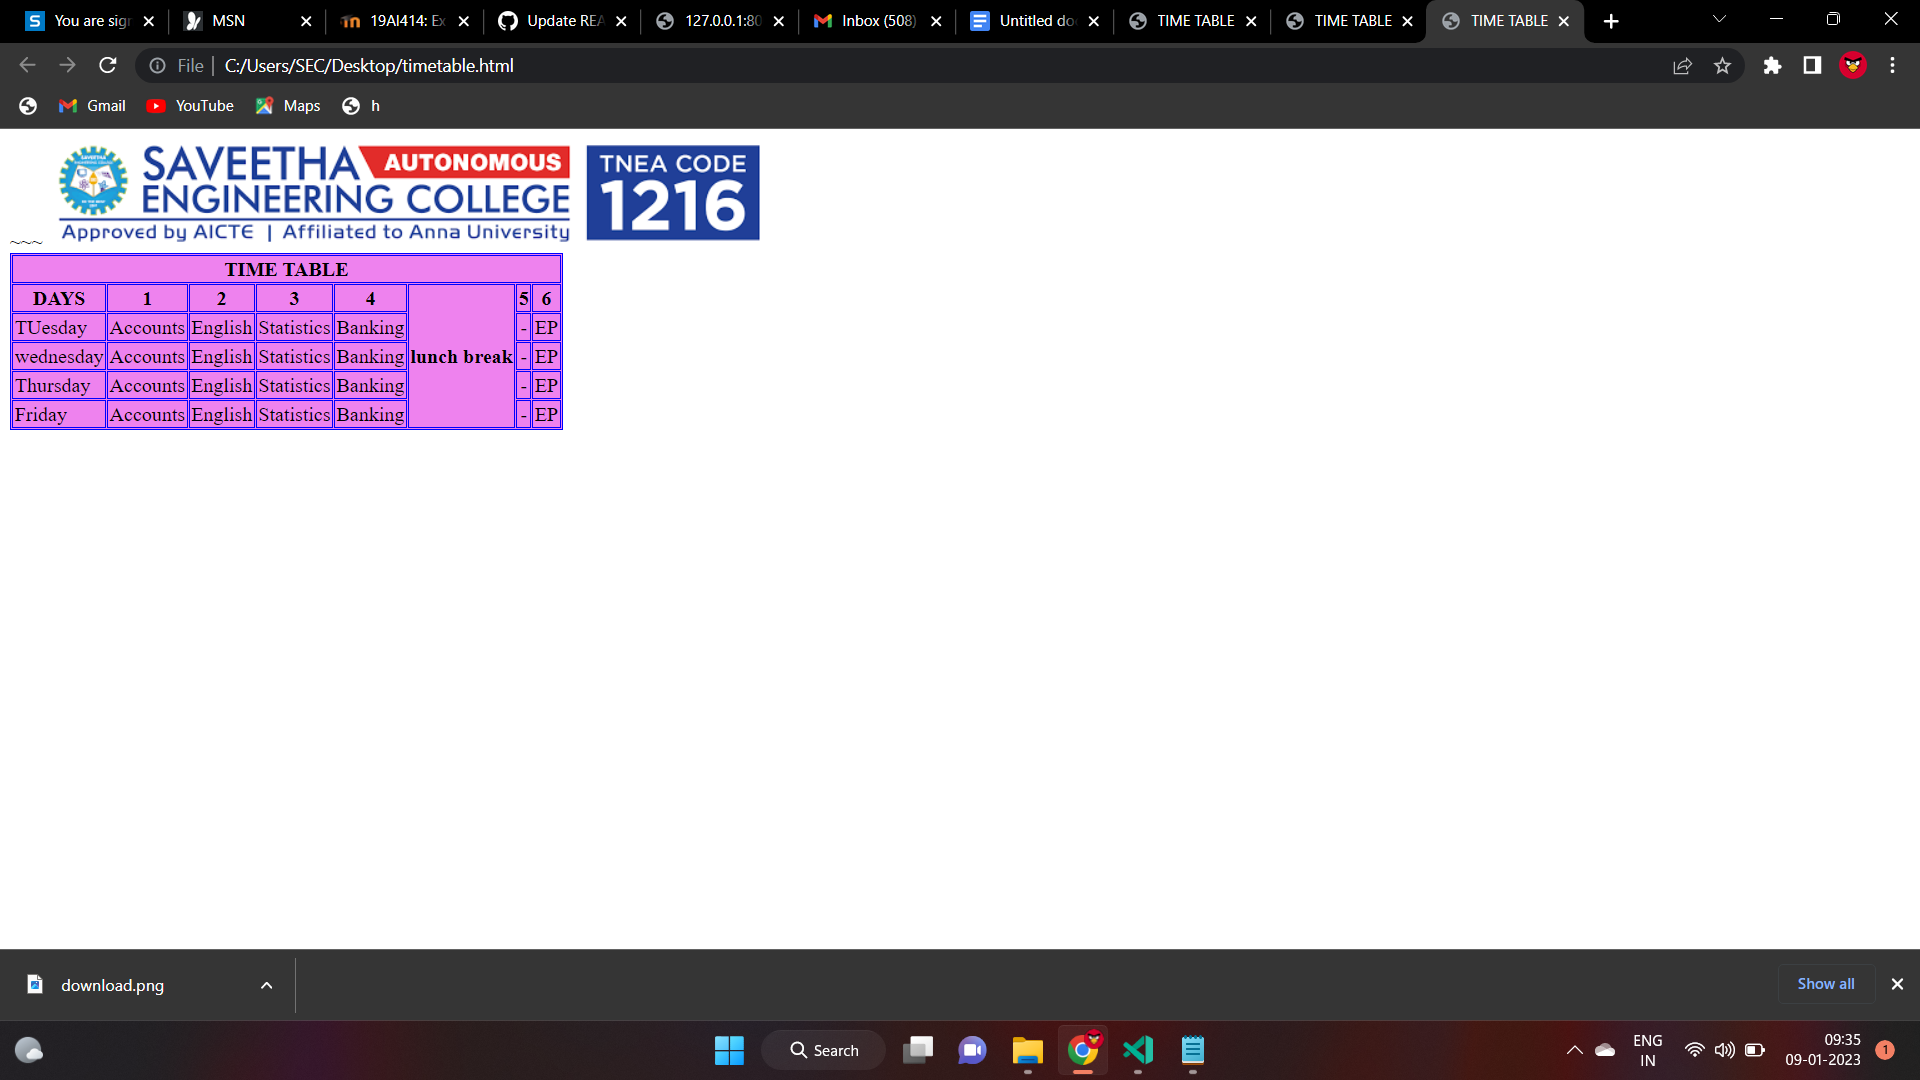 You are sigr
MSN
19AI414: Ex
Update REA
127.0.0.1:80
Inbox (508)
Untitled do
TIME TABLE
TIME TABLE
TIME TABLE
File | C:/Users/SEC/Desktop/timetable.html
Gmail
YouTube
Maps
h
SAVEETHA AUTONOMOUS
ENGINEERING COLLEGE
Approved by AICTE | Affiliated to Anna University
TNEA CODE
1216
~~~
TIME TABLE
DAYS 1 2 3 4 lunch break 5 6
TUesday Accounts English Statistics Banking - EP
wednesday Accounts English Statistics Banking - EP
Thursday Accounts English Statistics Banking - EP
Friday Accounts English Statistics Banking - EP
download.png
Show all
Search
ENG
IN
09:35
09-01-2023
1